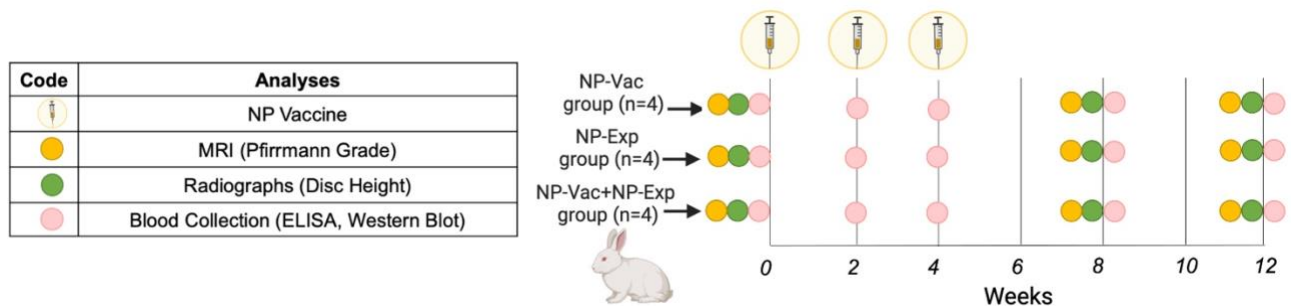 Code Analyses
NP Vaccine
MRI (Pfirrmann Grade)
Radiographs (Disc Height)
Blood Collection (ELISA, Western Blot)
NP-Vac
group (n=4)
NP-Exp
group (n=4)
NP-Vac+NP-Exp
group (n=4)
0 2 4 6 8 10 12
Weeks